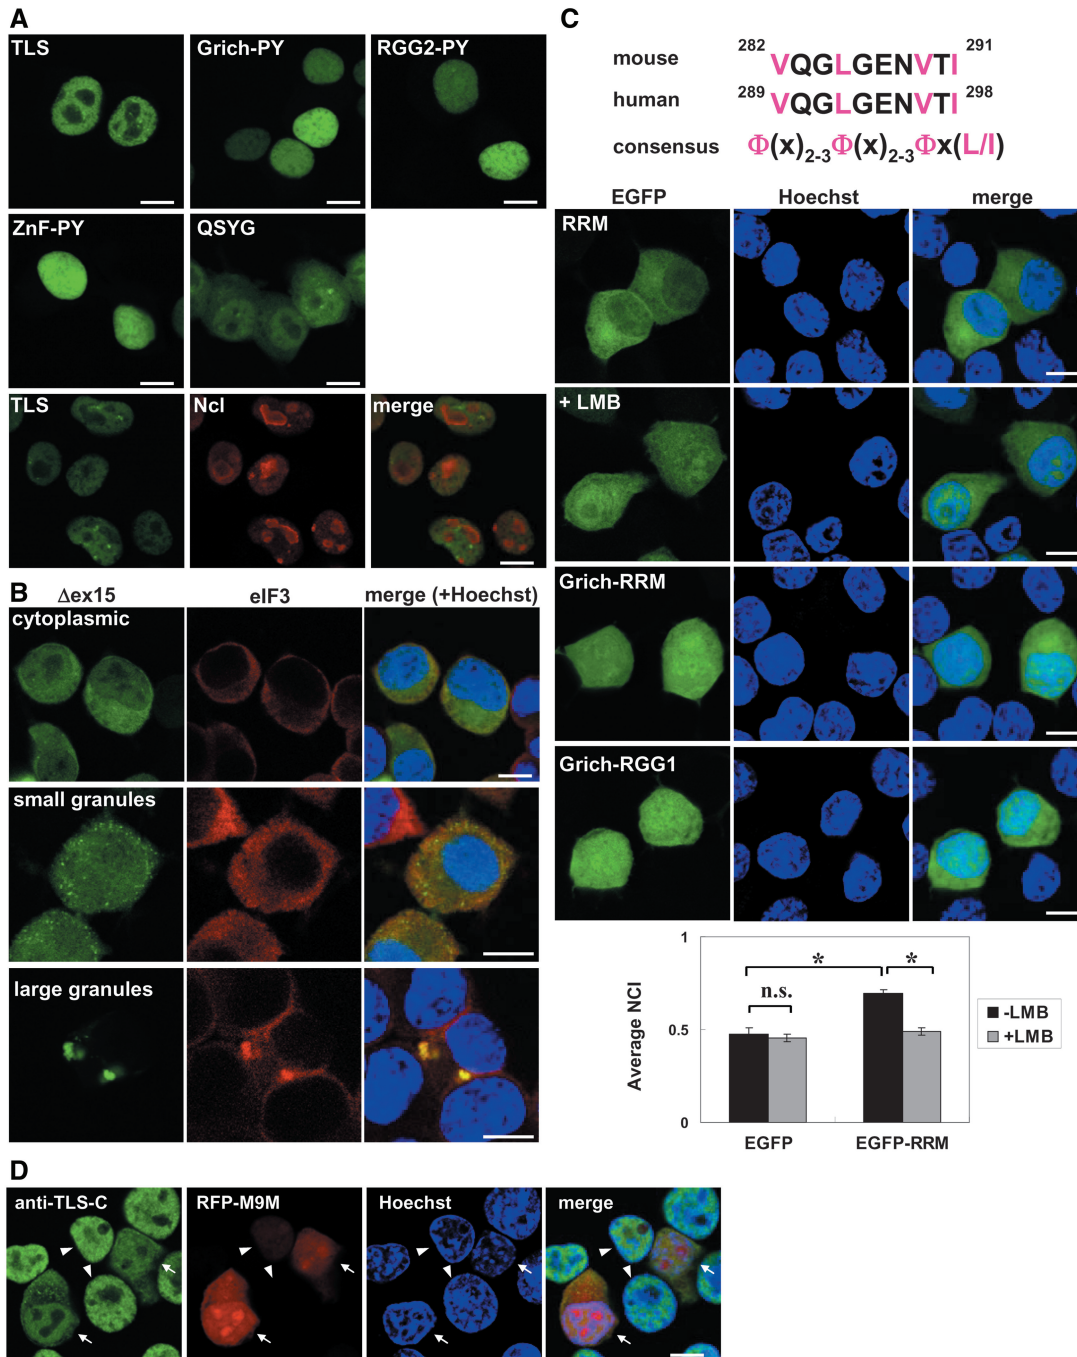 A
TLS
Grich-PY
RGG2-PY
ZnF-PY
QSYG
TLS
Ncl
merge
B
Δex15
eIF3
merge (+Hoechst)
cytoplasmic
small granules
large granules
C
mouse 282 VQGLGENVTI 291
human 289 VQGLGENVTI 298
consensus Φ(x)2-3Φ(x)2-3Φx(L/I)
EGFP
Hoechst
merge
RRM
+ LMB
Grich-RRM
Grich-RGG1
1
0.5
0
Average NCI
n.s.
*
*
-LMB
+LMB
EGFP
EGFP-RRM
D
anti-TLS-C
RFP-M9M
Hoechst
merge